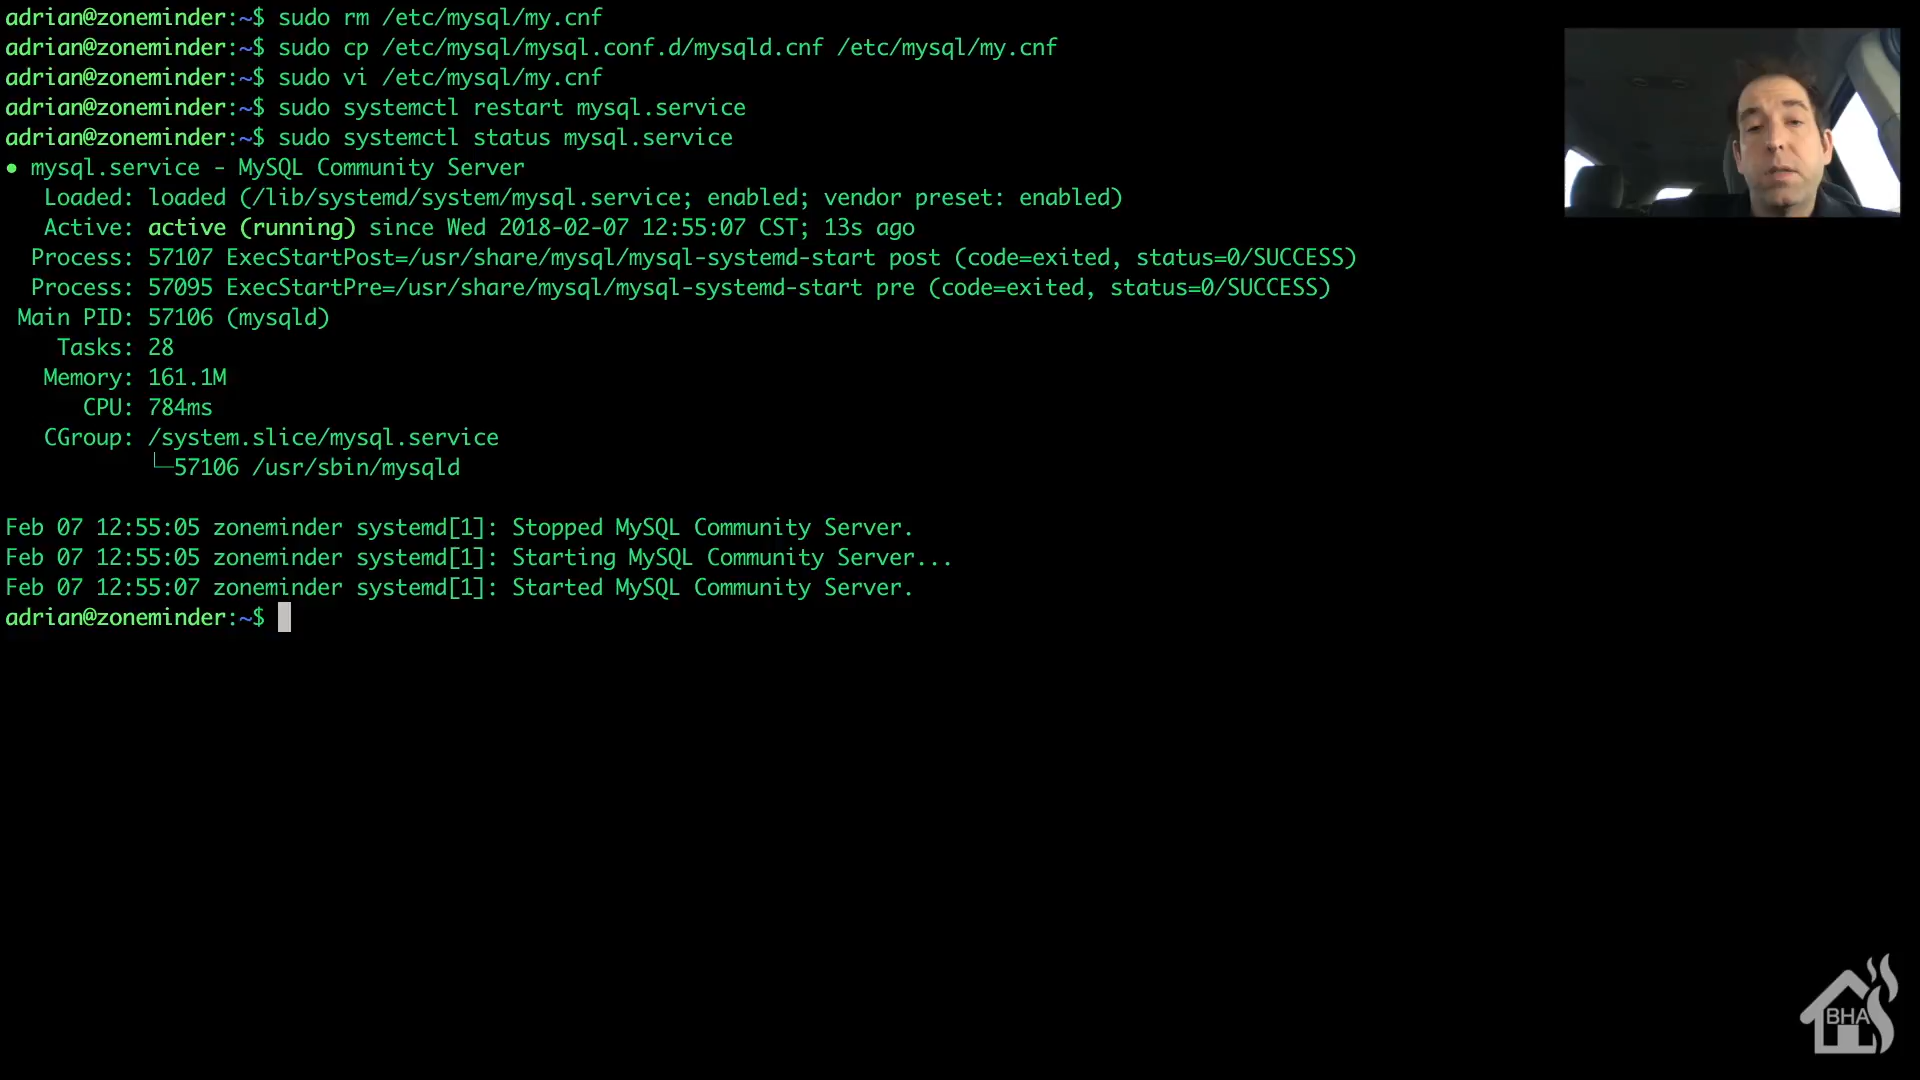 adrian@zoneminder:~$ sudo rm /etc/mysql/my.cnf
adrian@zoneminder:~$ sudo cp /etc/mysql/mysql.conf.d/mysqld.cnf /etc/mysql/my.cnf
adrian@zoneminder:~$ sudo vi /etc/mysql/my.cnf
adrian@zoneminder:~$ sudo systemctl restart mysql.service
adrian@zoneminder:~$ sudo systemctl status mysql.service
● mysql.service - MySQL Community Server
   Loaded: loaded (/lib/systemd/system/mysql.service; enabled; vendor preset: enabled)
   Active: active (running) since Wed 2018-02-07 12:55:07 CST; 13s ago
  Process: 57107 ExecStartPost=/usr/share/mysql/mysql-systemd-start post (code=exited, status=0/SUCCESS)
  Process: 57095 ExecStartPre=/usr/share/mysql/mysql-systemd-start pre (code=exited, status=0/SUCCESS)
 Main PID: 57106 (mysqld)
    Tasks: 28
   Memory: 161.1M
      CPU: 784ms
   CGroup: /system.slice/mysql.service
           └─57106 /usr/sbin/mysqld

Feb 07 12:55:05 zoneminder systemd[1]: Stopped MySQL Community Server.
Feb 07 12:55:05 zoneminder systemd[1]: Starting MySQL Community Server...
Feb 07 12:55:07 zoneminder systemd[1]: Started MySQL Community Server.
adrian@zoneminder:~$
BHA